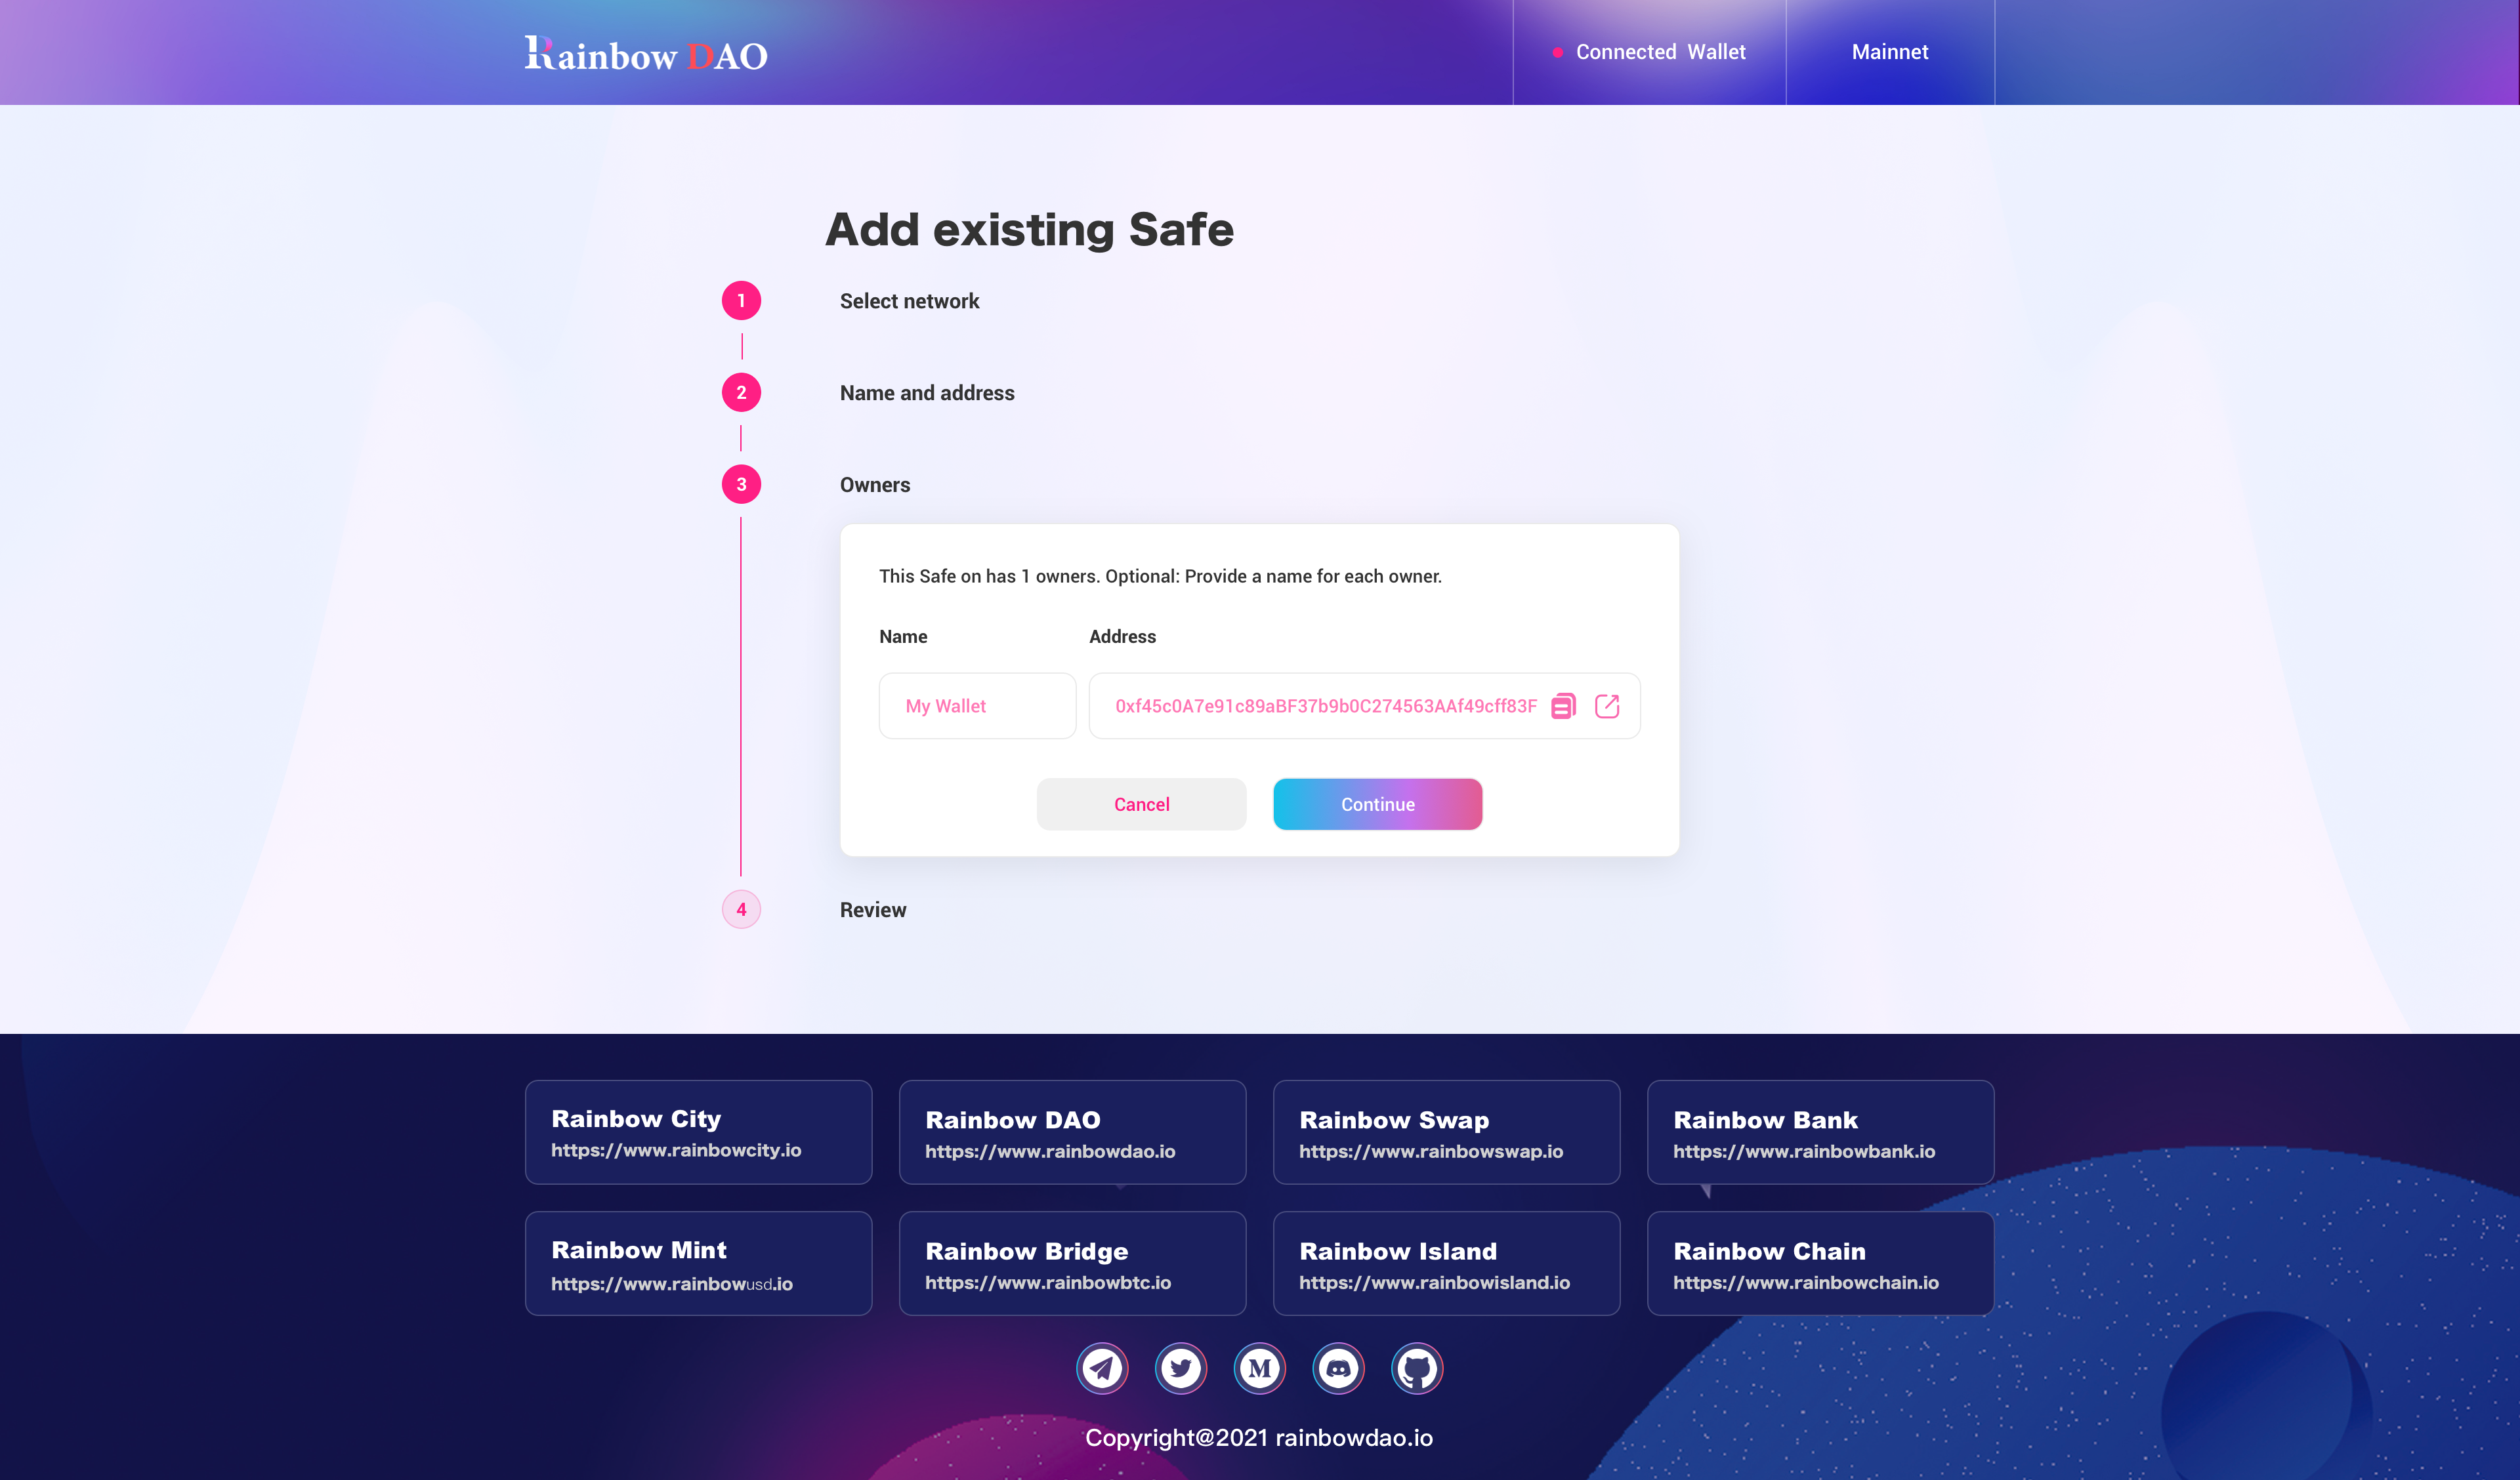 Rainbow DAO
Connected Wallet
Mainnet
Add existing Safe
1
Select network
2
Name and address
3
Owners
This Safe on has 1 owners. Optional: Provide a name for each owner.
Name
Address
My Wallet
0xf45c0A7e91c89aBF37b9b0C274563AAf49cff83F
Cancel
Continue
4
Review
Rainbow City
https://www.rainbowcity.io
Rainbow DAO
https://www.rainbowdao.io
Rainbow Swap
https://www.rainbowswap.io
Rainbow Bank
https://www.rainbowbank.io
Rainbow Mint
https://www.rainbowusd.io
Rainbow Bridge
https://www.rainbowbtc.io
Rainbow Island
https://www.rainbowisland.io
Rainbow Chain
https://www.rainbowchain.io
M
Copyright@2021 rainbowdao.io